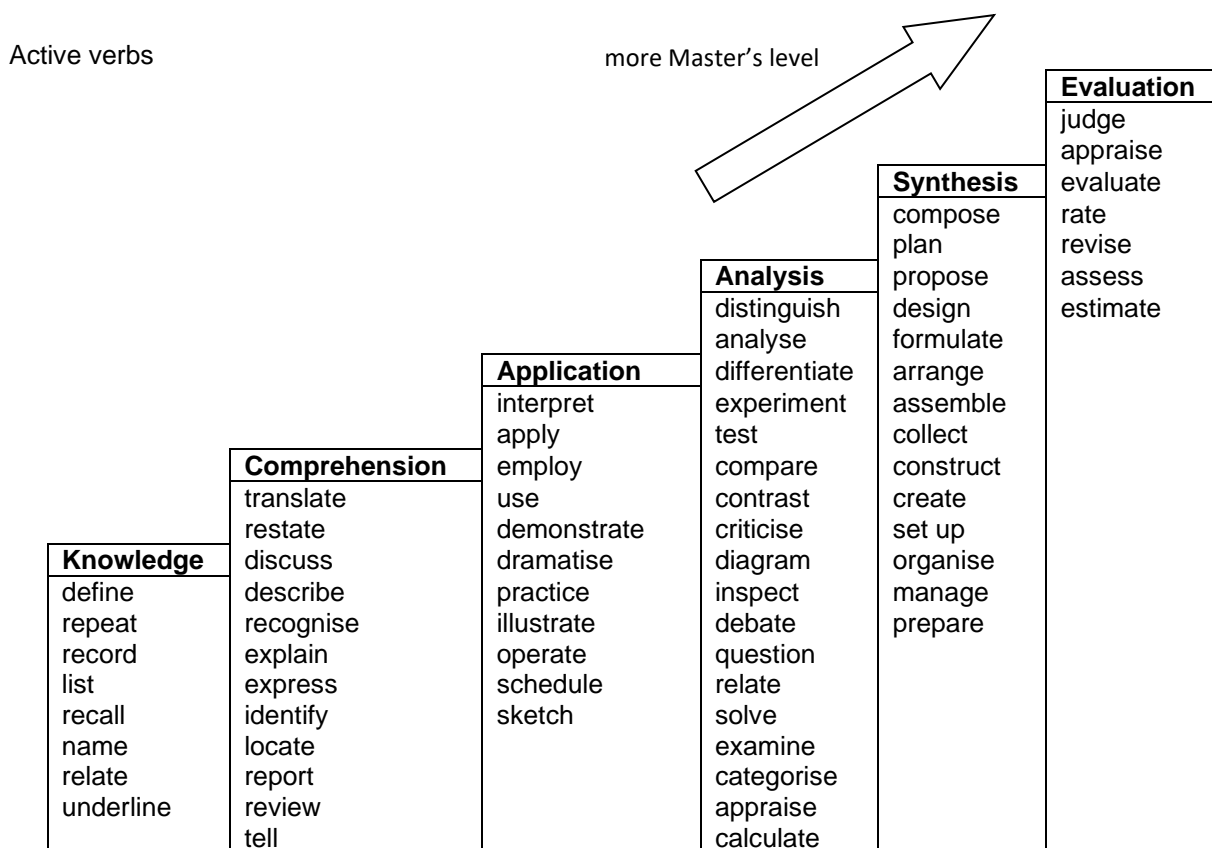 Active verbs
more Master’s level
Knowledge
define
repeat
record
list
recall
name
relate
underline
Comprehension
translate
restate
discuss
describe
recognise
explain
express
identify
locate
report
review
tell
Application
interpret
apply
employ
use
demonstrate
dramatise
practice
illustrate
operate
schedule
sketch
Analysis
distinguish
analyse
differentiate
experiment
test
compare
contrast
criticise
diagram
inspect
debate
question
relate
solve
examine
categorise
appraise
calculate
Synthesis
compose
plan
propose
design
formulate
arrange
assemble
collect
construct
create
set up
organise
manage
prepare
Evaluation
judge
appraise
evaluate
rate
revise
assess
estimate